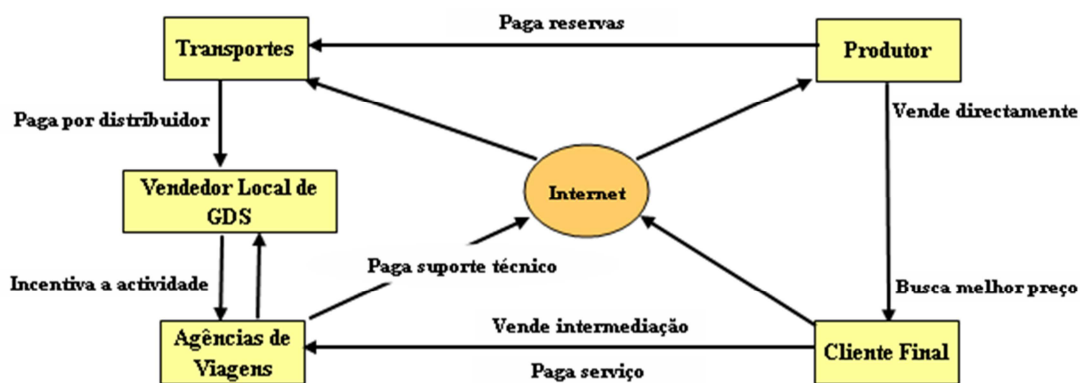 Paga reservas
Transportes
Produtor
Paga por distribuidor
Vende directamente
Vendedor Local de
GDS
Internet
Paga suporte técnico
Incentiva a actividade
Busca melhor preço
Agências de
Viagens
Vende intermediação
Paga serviço
Cliente Final